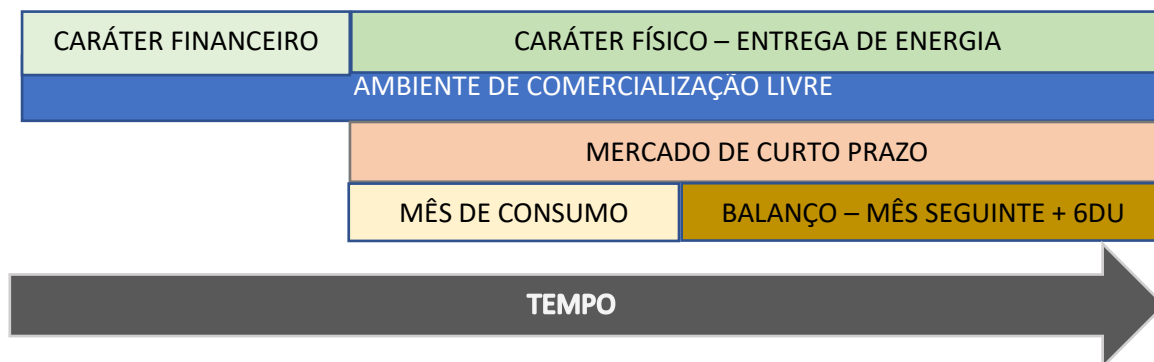 CARÁTER FINANCEIRO
CARÁTER FÍSICO – ENTREGA DE ENERGIA
AMBIENTE DE COMERCIALIZAÇÃO LIVRE
MERCADO DE CURTO PRAZO
MÊS DE CONSUMO
BALANÇO – MÊS SEGUINTE + 6DU
TEMPO